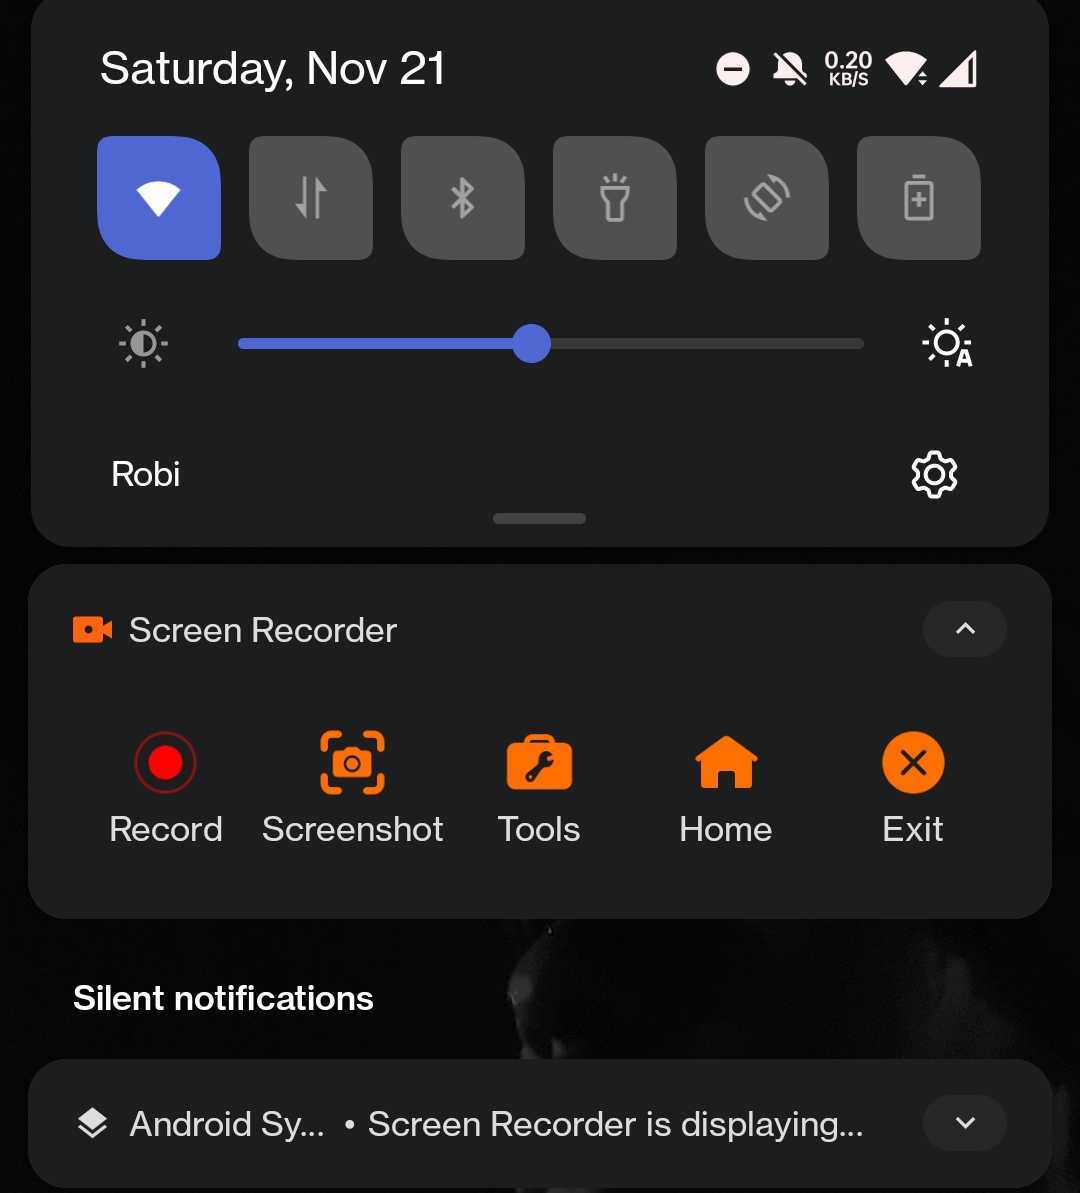 Saturday, Nov 21
0.20
KB/S
A
Robi
Screen Recorder
Record Screenshot Tools Home Exit
Silent notifications
Android Sy... • Screen Recorder is displaying...